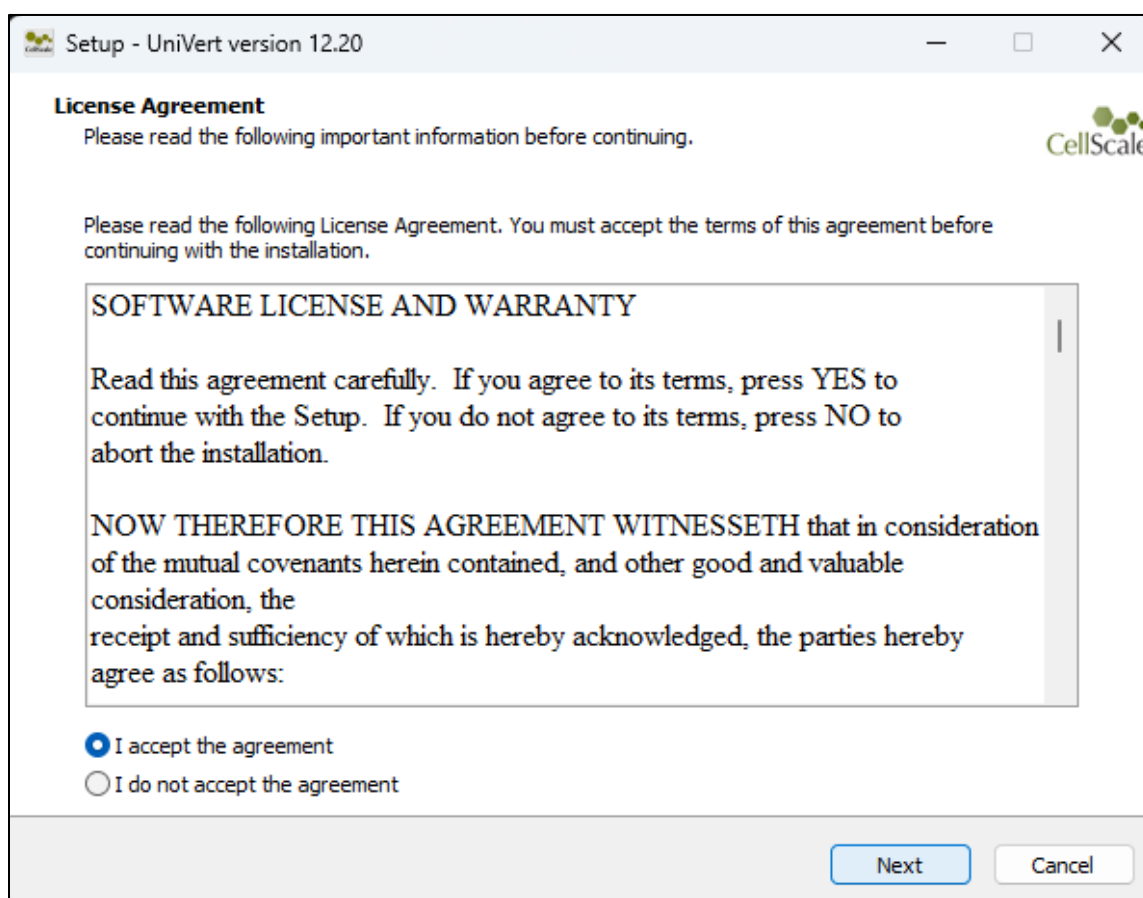 Setup - UniVert version 12.20
License Agreement
Please read the following important information before continuing.
CellScale
Please read the following License Agreement. You must accept the terms of this agreement before
continuing with the installation.
SOFTWARE LICENSE AND WARRANTY
Read this agreement carefully.  If you agree to its terms, press YES to
continue with the Setup.  If you do not agree to its terms, press NO to
abort the installation.
NOW THEREFORE THIS AGREEMENT WITNESSETH that in consideration
of the mutual covenants herein contained, and other good and valuable
consideration, the
receipt and sufficiency of which is hereby acknowledged, the parties hereby
agree as follows:
I accept the agreement
I do not accept the agreement
Next
Cancel